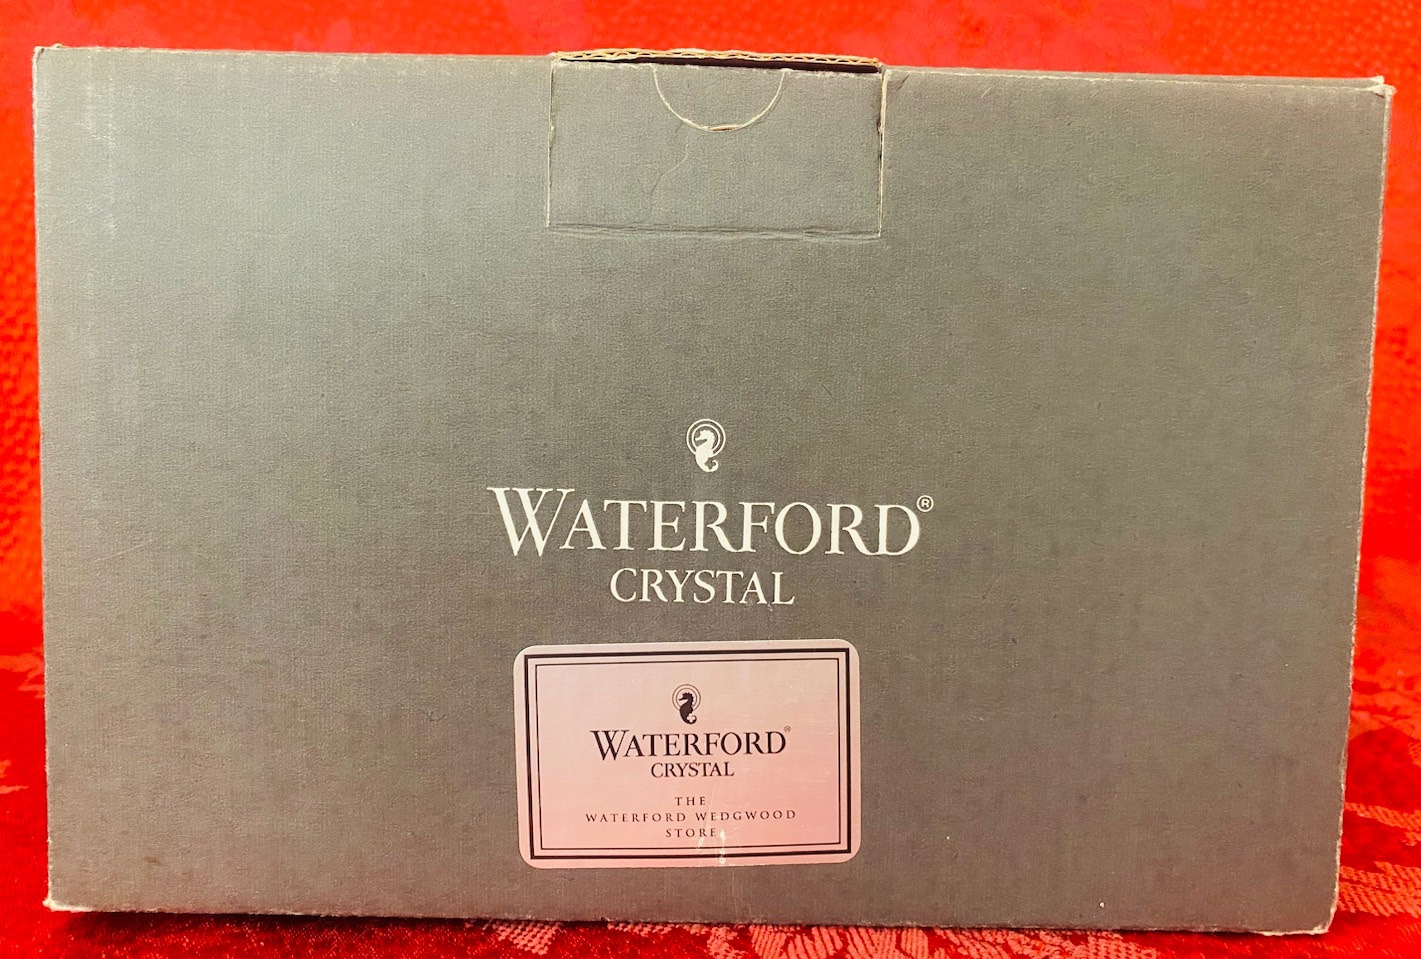 WATERFORD®
CRYSTAL
WATERFORD®
CRYSTAL
THE
WATERFORD WEDGWOOD
STORE